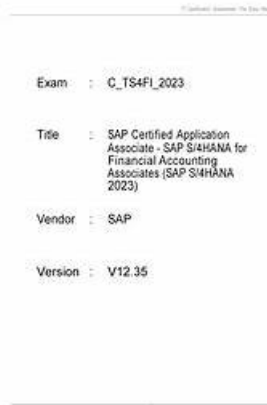 Exam : C_TS4FI_2023
Title : SAP Certified Application
Associate - SAP S/4HANA for
Financial Accounting
Associates (SAP S/4HANA
2023)
Vendor : SAP
Version : V12.35